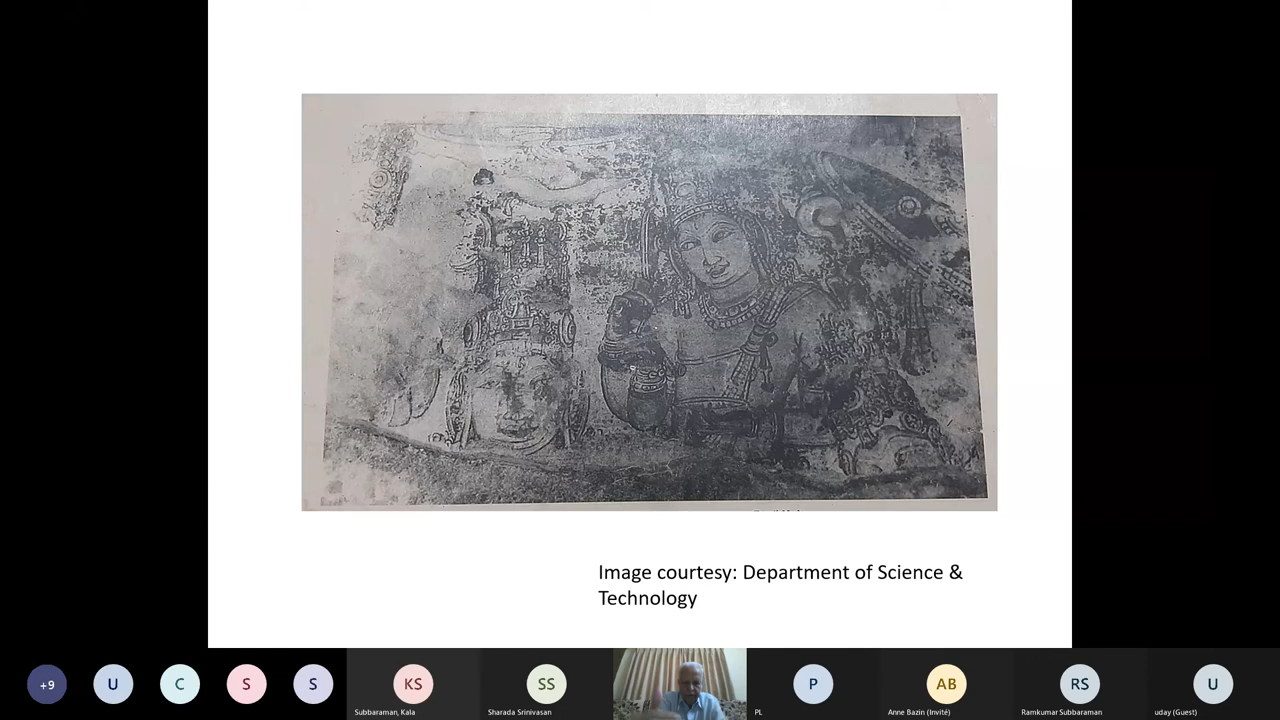 Image courtesy: Department of Science &
Technology
+9
U
C
S
S
KS
SS
P
AB
RS
U
Subbaraman, Kala
Sharada Srinivasan
PL
Anne Bazin (Invité)
Ramkumar Subbaraman
uday (Guest)